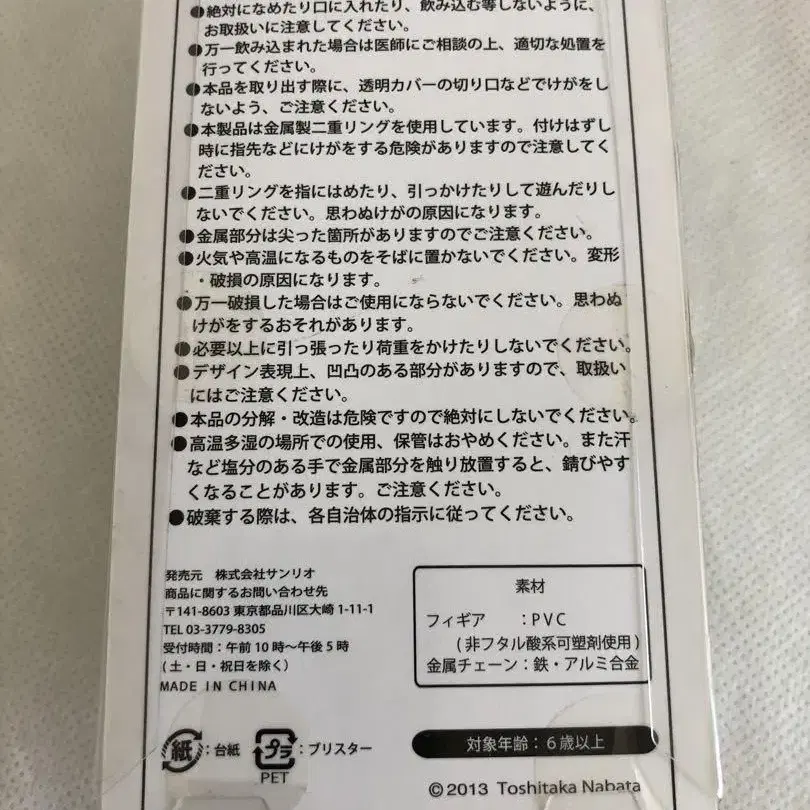 ●絶対になめたり口に入れたり、飲み込む等しないように、
お取扱いに注意してください。
●万一飲み込まれた場合は医師にご相談の上、適切な処置を
行ってください。
●本品を取り出す際に、透明カバーの切り口などでけがをし
ないよう、ご注意ください。
●本製品は金属製二重リングを使用しています。付けはずし
時に指先などにけがをする危険がありますので注意してく
ださい。
●二重リングを指にはめたり、引っかけたりして遊んだりし
ないでください。思わぬけがの原因になります。
●金属部分は尖った箇所がありますのでご注意ください。
●火気や高温になるものをそばに置かないでください。変形
・破損の原因になります。
●万一破損した場合はご使用にならないでください。思わぬ
けがをするおそれがあります。
●必要以上に引っ張ったり荷重をかけたりしないでください。
●デザイン表現上、凹凸のある部分がありますので、取扱い
にはご注意ください。
●本品の分解・改造は危険ですので絶対にしないでください。
●高温多湿の場所での使用、保管はおやめください。また汗
など塩分のある手で金属部分を触り放置すると、錆びやす
くなることがあります。ご注意ください。
●破棄する際は、各自治体の指示に従ってください。
発売元 株式会社サンリオ
商品に関するお問い合わせ先
〒141-8603 東京都品川区大崎 1-11-1
TEL 03-3779-8305
受付時間：午前 10 時〜午後 5 時
(土・日・祝日を除く)
MADE IN CHINA
素材
フィギア ：PVC
(非フタル酸系可塑剤使用)
金属チェーン：鉄・アルミ合金
紙：台紙 プラ：ブリスター
PET
対象年齢：6歳以上
©2013 Toshitaka Nabata